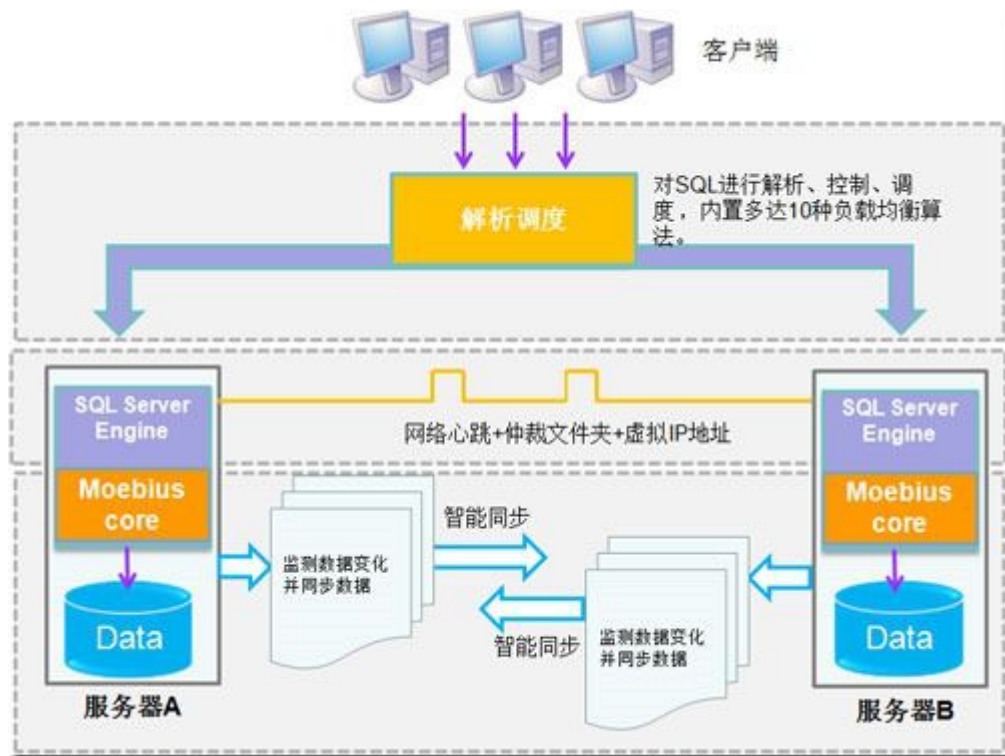 客户端
解析调度
对SQL进行解析、控制、调
度，内置多达10种负载均衡算
法。
SQL Server
Engine
Moebius
core
Data
服务器A
网络心跳+仲裁文件夹+虚拟IP地址
监测数据变化
并同步数据
智能同步
智能同步
监测数据变化
并同步数据
SQL Server
Engine
Moebius
core
Data
服务器B